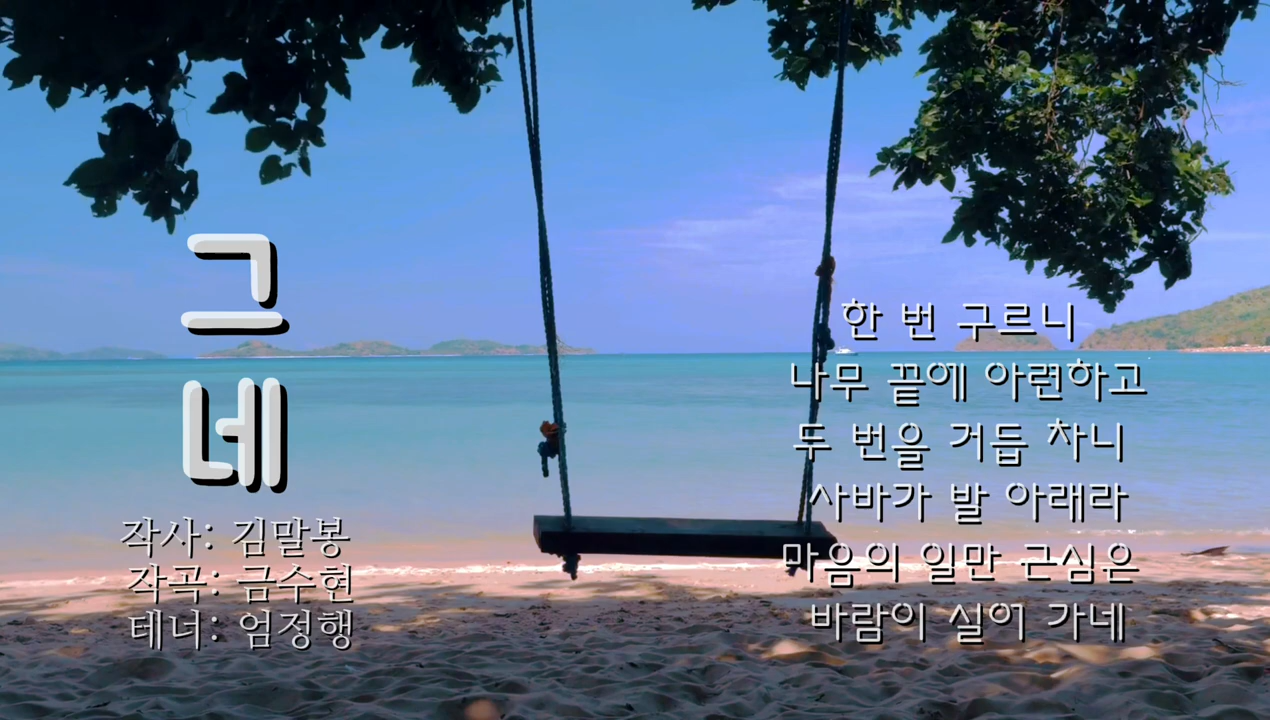 그
네
작사: 김말봉
작곡: 금수현
테너: 엄정행
한 번 구르니
나무 끝에 아련하고
두 번을 거듭 차니
사바가 발 아래라
마음의 일만 근심은
바람이 실어 가네